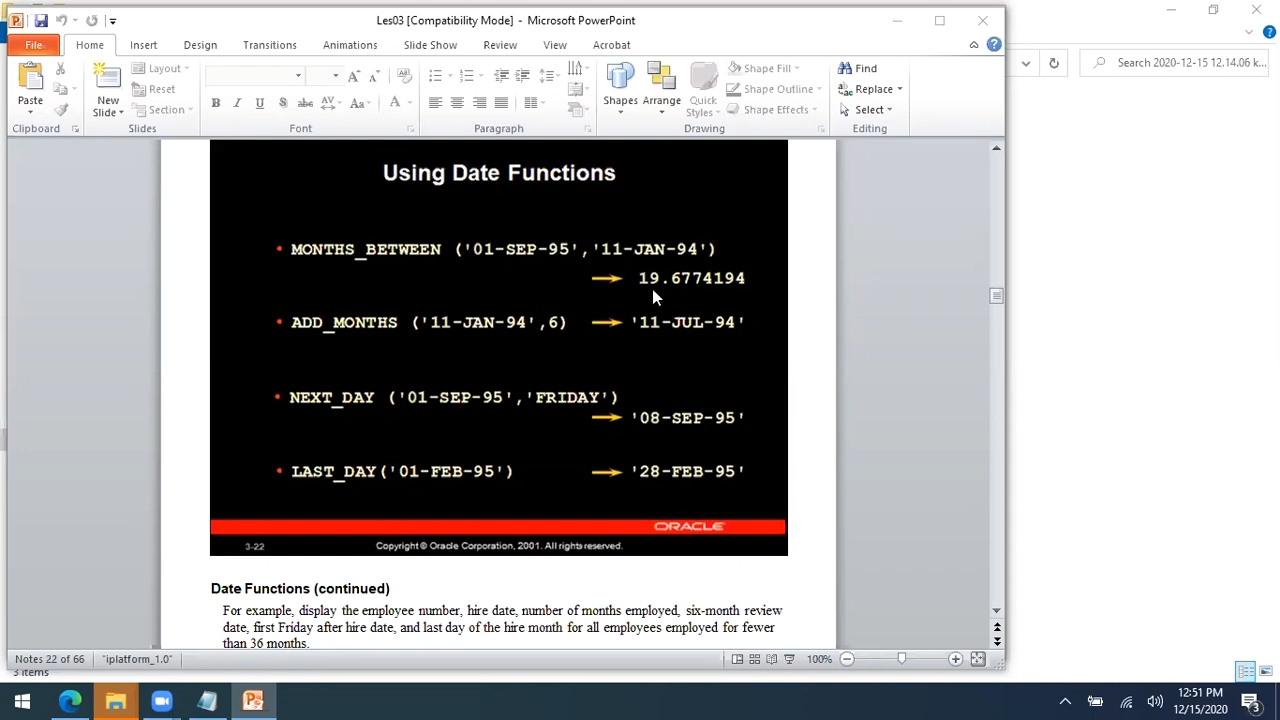 Les03 [Compatibility Mode] - Microsoft PowerPoint
File Home Insert Design Transitions Animations Slide Show Review View Acrobat
Search 2020-12-15 12.14.06 k...
Paste
New
Slide
Layout
Reset
Section
Shapes
Arrange
Quick
Styles
Shape Fill
Shape Outline
Shape Effects
Find
Replace
Select
Clipboard Slides Font Paragraph Drawing Editing
Using Date Functions
• MONTHS_BETWEEN ('01-SEP-95','11-JAN-94')
19.6774194
• ADD_MONTHS ('11-JAN-94',6) '11-JUL-94'
• NEXT_DAY ('01-SEP-95','FRIDAY')
'08-SEP-95'
• LAST_DAY('01-FEB-95') '28-FEB-95'
ORACLE
3-22 Copyright © Oracle Corporation, 2001. All rights reserved.
Date Functions (continued)
For example, display the employee number, hire date, number of months employed, six-month review
date, first Friday after hire date, and last day of the hire month for all employees employed for fewer
than 36 months.
Notes 22 of 66 "iplatform_1.0" 100%
3 items
12:51 PM
12/15/2020
3